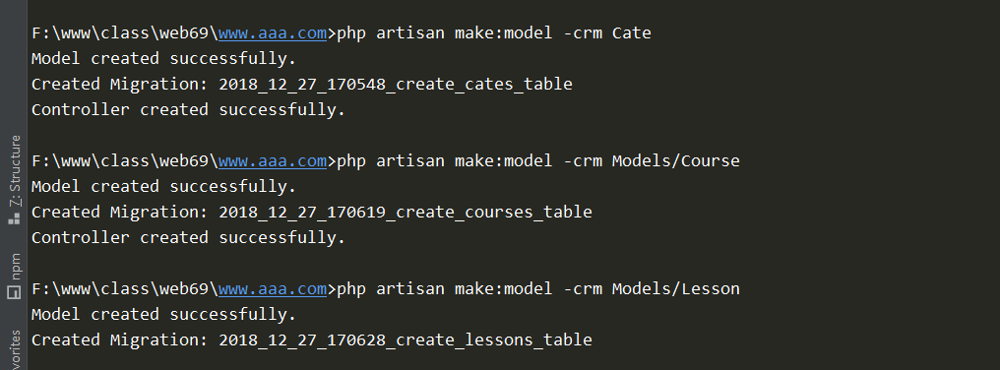 F:\www\class\web69\www.aaa.com>php artisan make:model -crm Cate
Model created successfully.
Created Migration: 2018_12_27_170548_create_cates_table
Controller created successfully.
F:\www\class\web69\www.aaa.com>php artisan make:model -crm Models/Course
Model created successfully.
Created Migration: 2018_12_27_170619_create_courses_table
Controller created successfully.
F:\www\class\web69\www.aaa.com>php artisan make:model -crm Models/Lesson
Model created successfully.
Created Migration: 2018_12_27_170628_create_lessons_table
Z: Structure
npm
vorites